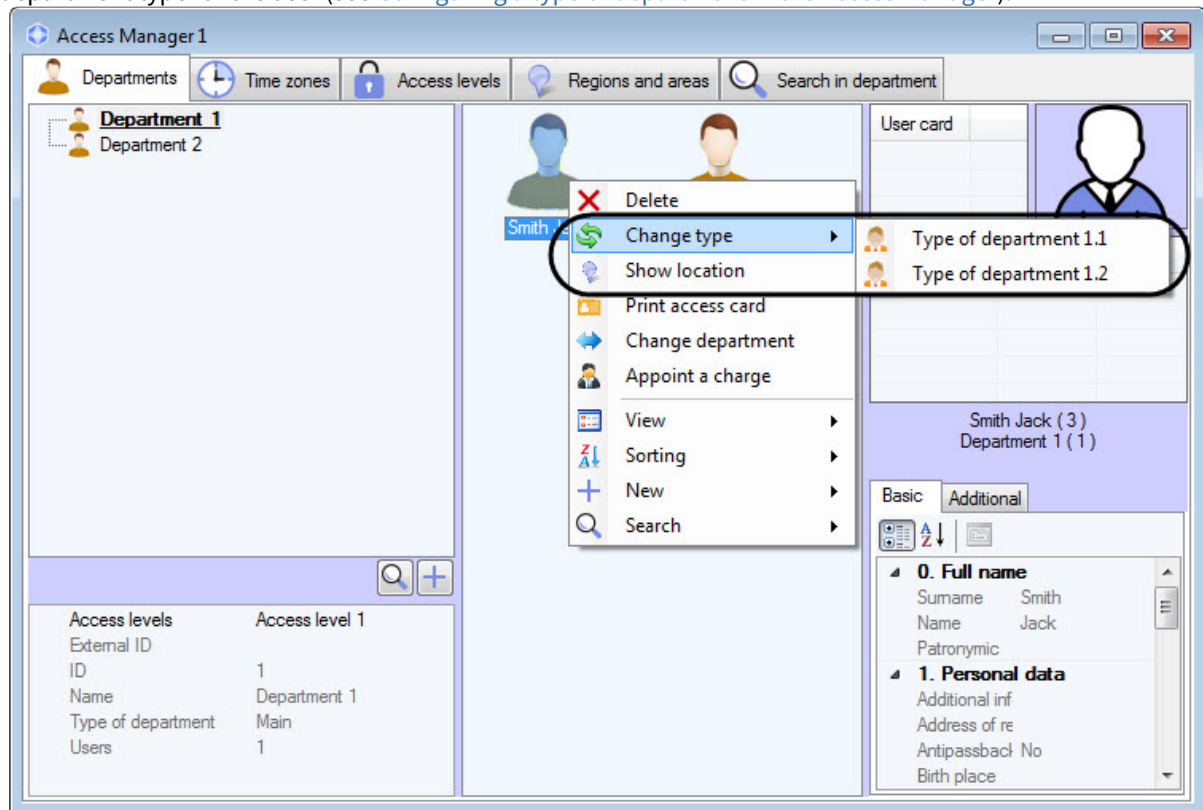 Access Manager 1
Departments Time zones Access levels Regions and areas Search in department
Department 1
Department 2
Smith
Delete
Change type
Show location
Print access card
Change department
Appoint a charge
View
Sorting
New
Search
Type of department 1.1
Type of department 1.2
User card
Smith Jack ( 3 )
Department 1 ( 1 )
Basic Additional
0. Full name
Surname Smith
Name Jack
Patronymic
1. Personal data
Additional inf
Address of re
Antipassback No
Birth place
Access levels Access level 1
External ID
ID 1
Name Department 1
Type of department Main
Users 1